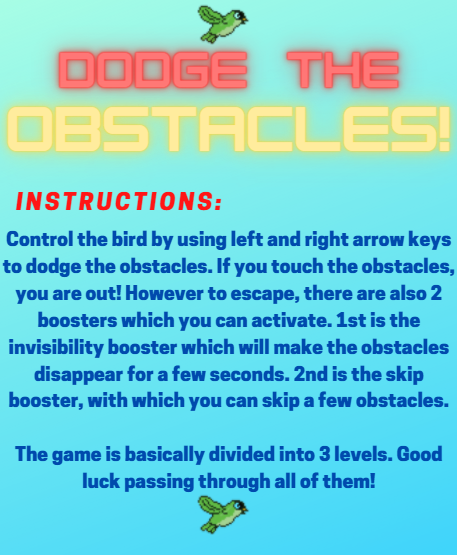 DODGE THE
OBSTACLES!
INSTRUCTIONS:
Control the bird by using left and right arrow keys
to dodge the obstacles. If you touch the obstacles,
you are out! However to escape, there are also 2
boosters which you can activate. 1st is the
invisibility booster which will make the obstacles
disappear for a few seconds. 2nd is the skip
booster, with which you can skip a few obstacles.
The game is basically divided into 3 levels. Good
luck passing through all of them!